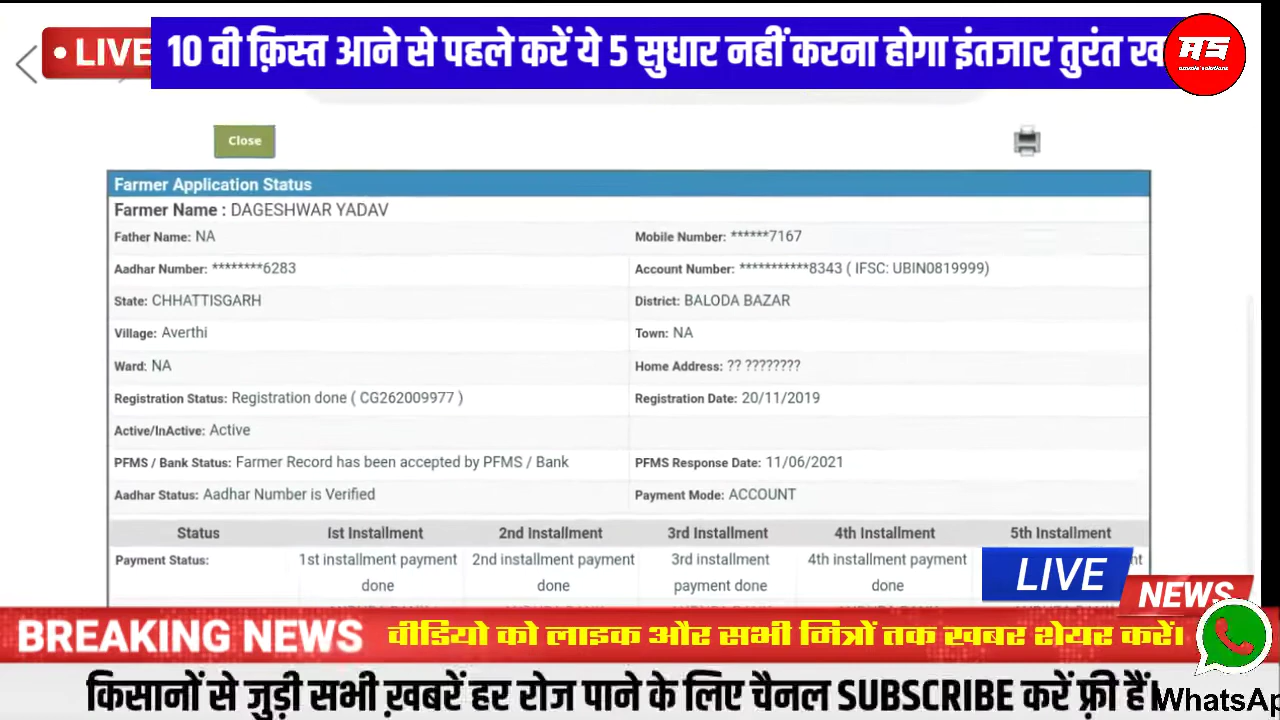 • LIVE
10 वी क़िस्त आने से पहले करें ये 5 सुधार नहीं करना होगा इंतजार तुरंत
AS
Close
Farmer Application Status
Farmer Name : DAGESHWAR YADAV
Father Name: NA Mobile Number: ******7167
Aadhar Number: ********6283 Account Number: ***********8343 ( IFSC: UBIN0819999)
State: CHHATTISGARH District: BALODA BAZAR
Village: Averthi Town: NA
Ward: NA Home Address: ?? ????????
Registration Status: Registration done ( CG262009977 ) Registration Date: 20/11/2019
Active/InActive: Active
PFMS / Bank Status: Farmer Record has been accepted by PFMS / Bank PFMS Response Date: 11/06/2021
Aadhar Status: Aadhar Number is Verified Payment Mode: ACCOUNT
Status Ist Installment 2nd Installment 3rd Installment 4th Installment 5th Installment
Payment Status: 1st installment payment 2nd installment payment 3rd installment 4th installment payment
done done payment done done
LIVE
NEWS
BREAKING NEWS वीडियो को लाइक और सभी मित्रों तक ख़बर शेयर करें।
किसानों से जुड़ी सभी ख़बरें हर रोज पाने के लिए चैनल SUBSCRIBE करें फ़्री हैं।
WhatsAp